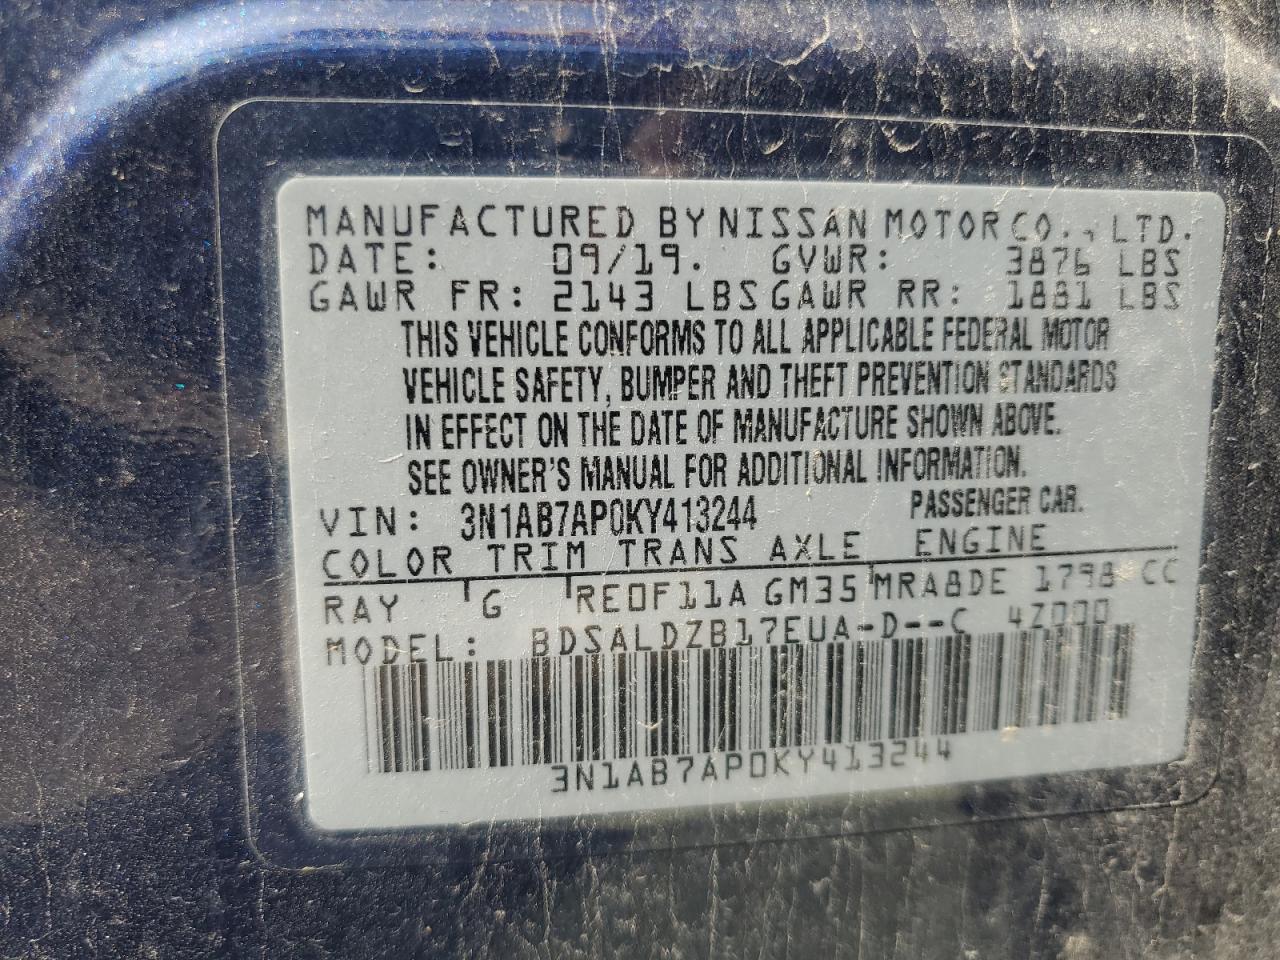 MANUFACTURED BY NISSAN MOTOR CO., LTD.
DATE: 09/19. GVWR: 3876 LBS
GAWR FR: 2143 LBS GAWR RR: 1881 LBS
THIS VEHICLE CONFORMS TO ALL APPLICABLE FEDERAL MOTOR
VEHICLE SAFETY, BUMPER AND THEFT PREVENTION STANDARDS
IN EFFECT ON THE DATE OF MANUFACTURE SHOWN ABOVE.
SEE OWNER'S MANUAL FOR ADDITIONAL INFORMATION.
VIN: 3N1AB7AP0KY413244 PASSENGER CAR.
COLOR TRIM TRANS AXLE ENGINE
RAY G RE0F11A GM35 MRA8DE 1798 CC
MODEL: BDSALDZB17EUA-D--C 4Z000
3N1AB7AP0KY413244